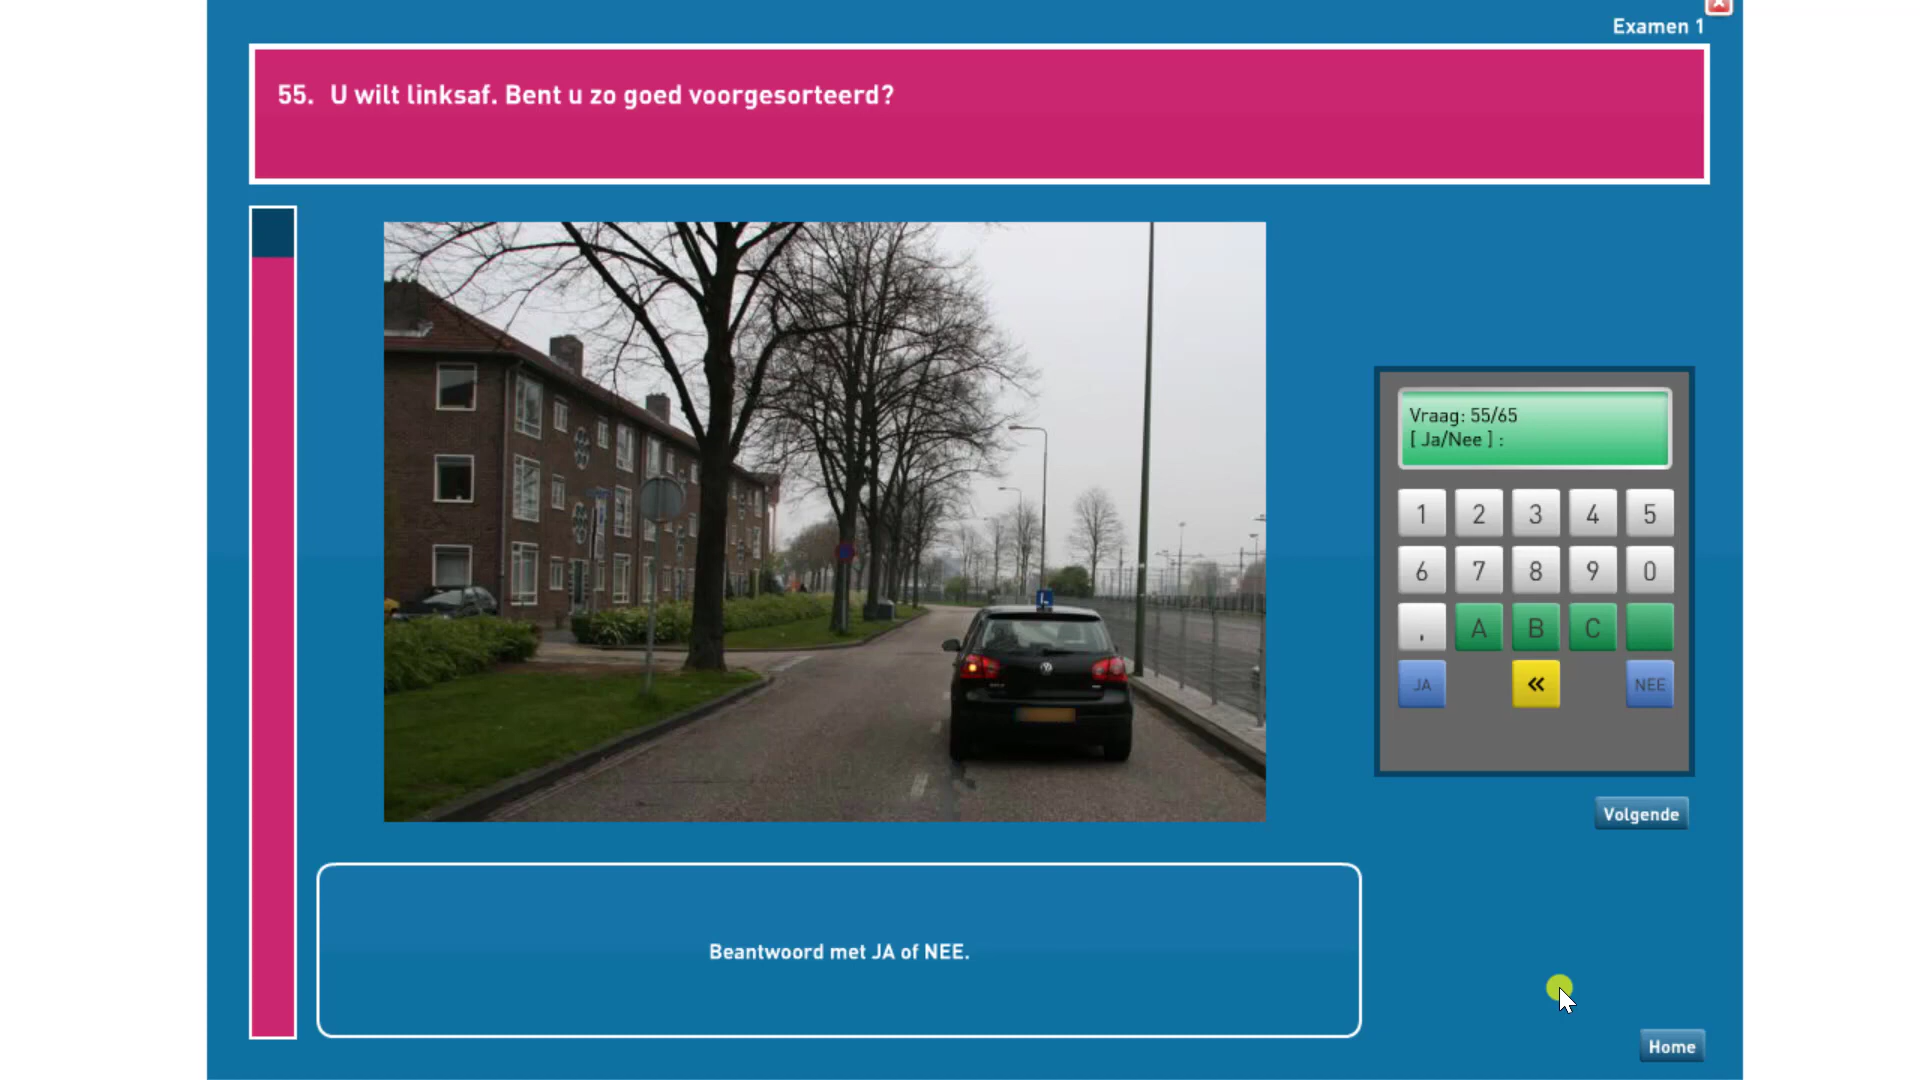 Examen 1
55. U wilt linksaf. Bent u zo goed voorgesorteerd?
Vraag: 55/65
[ Ja/Nee ] :
1 2 3 4 5
6 7 8 9 0
, A B C
JA « NEE
Volgende
Beantwoord met JA of NEE.
Home
L